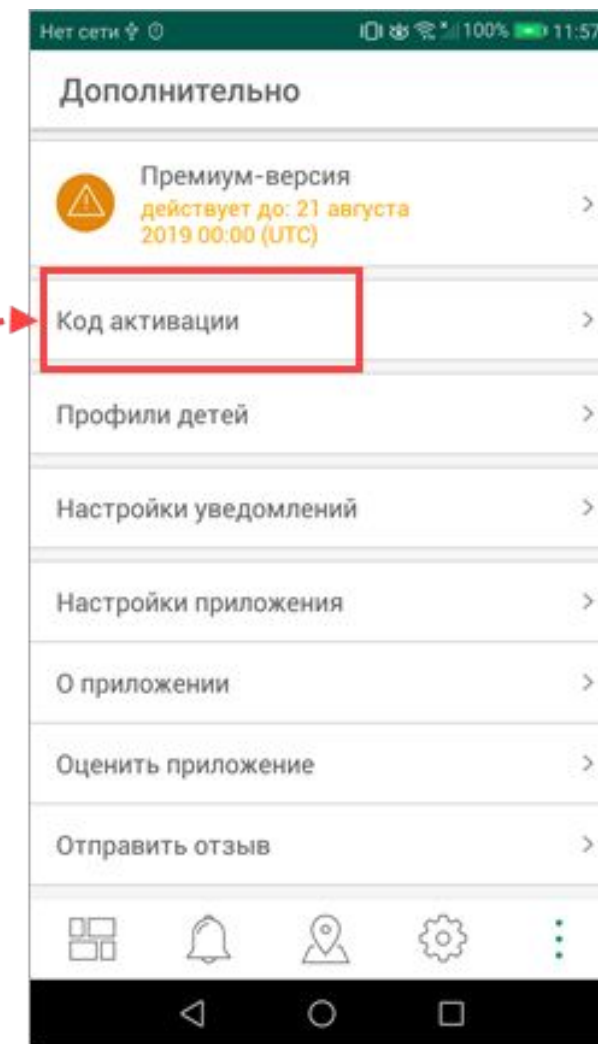 Нет сети 100% 11:57
Дополнительно
Премиум-версия
действует до: 21 августа
2019 00:00 (UTC)
Код активации
Профили детей
Настройки уведомлений
Настройки приложения
О приложении
Оценить приложение
Отправить отзыв